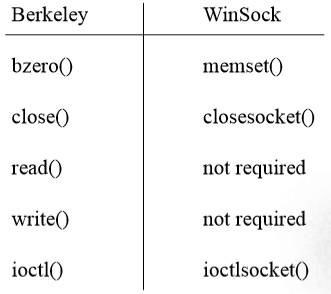 Berkeley WinSock
bzero() memset()
close() closesocket()
read() not required
write() not required
ioctl() ioctlsocket()